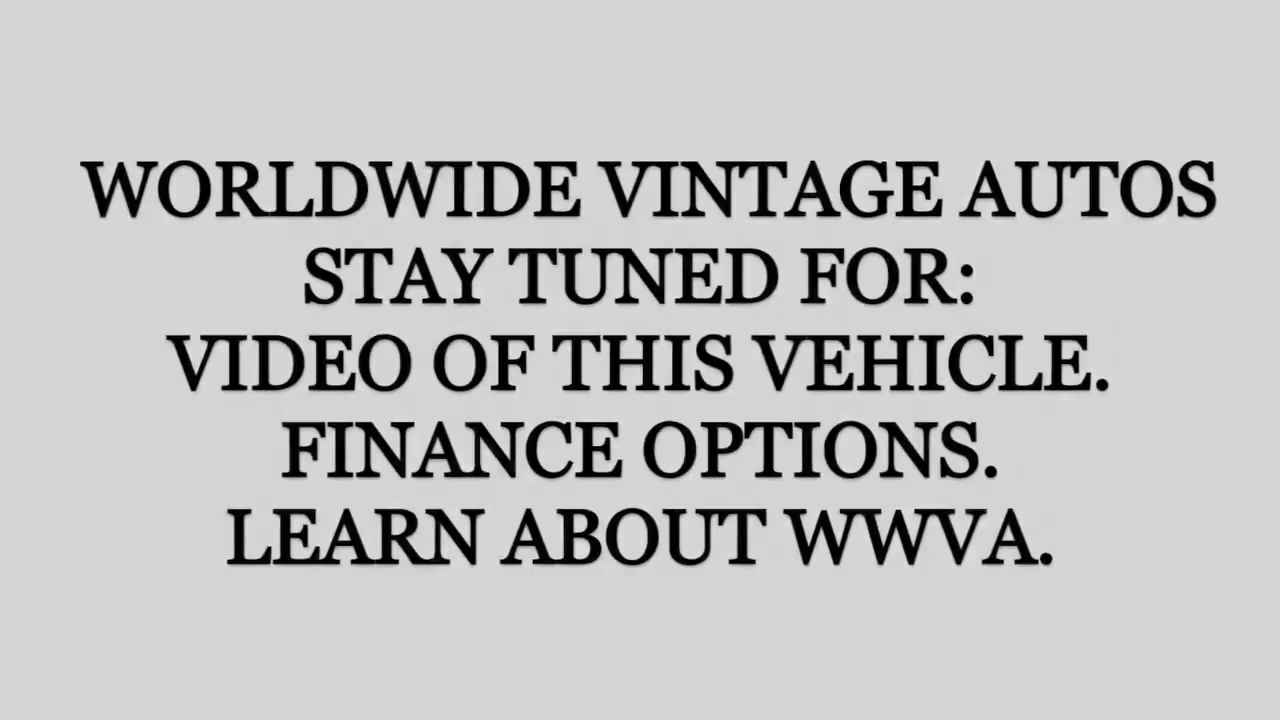 WORLDWIDE VINTAGE AUTOS
STAY TUNED FOR:
VIDEO OF THIS VEHICLE.
FINANCE OPTIONS.
LEARN ABOUT WWVA.